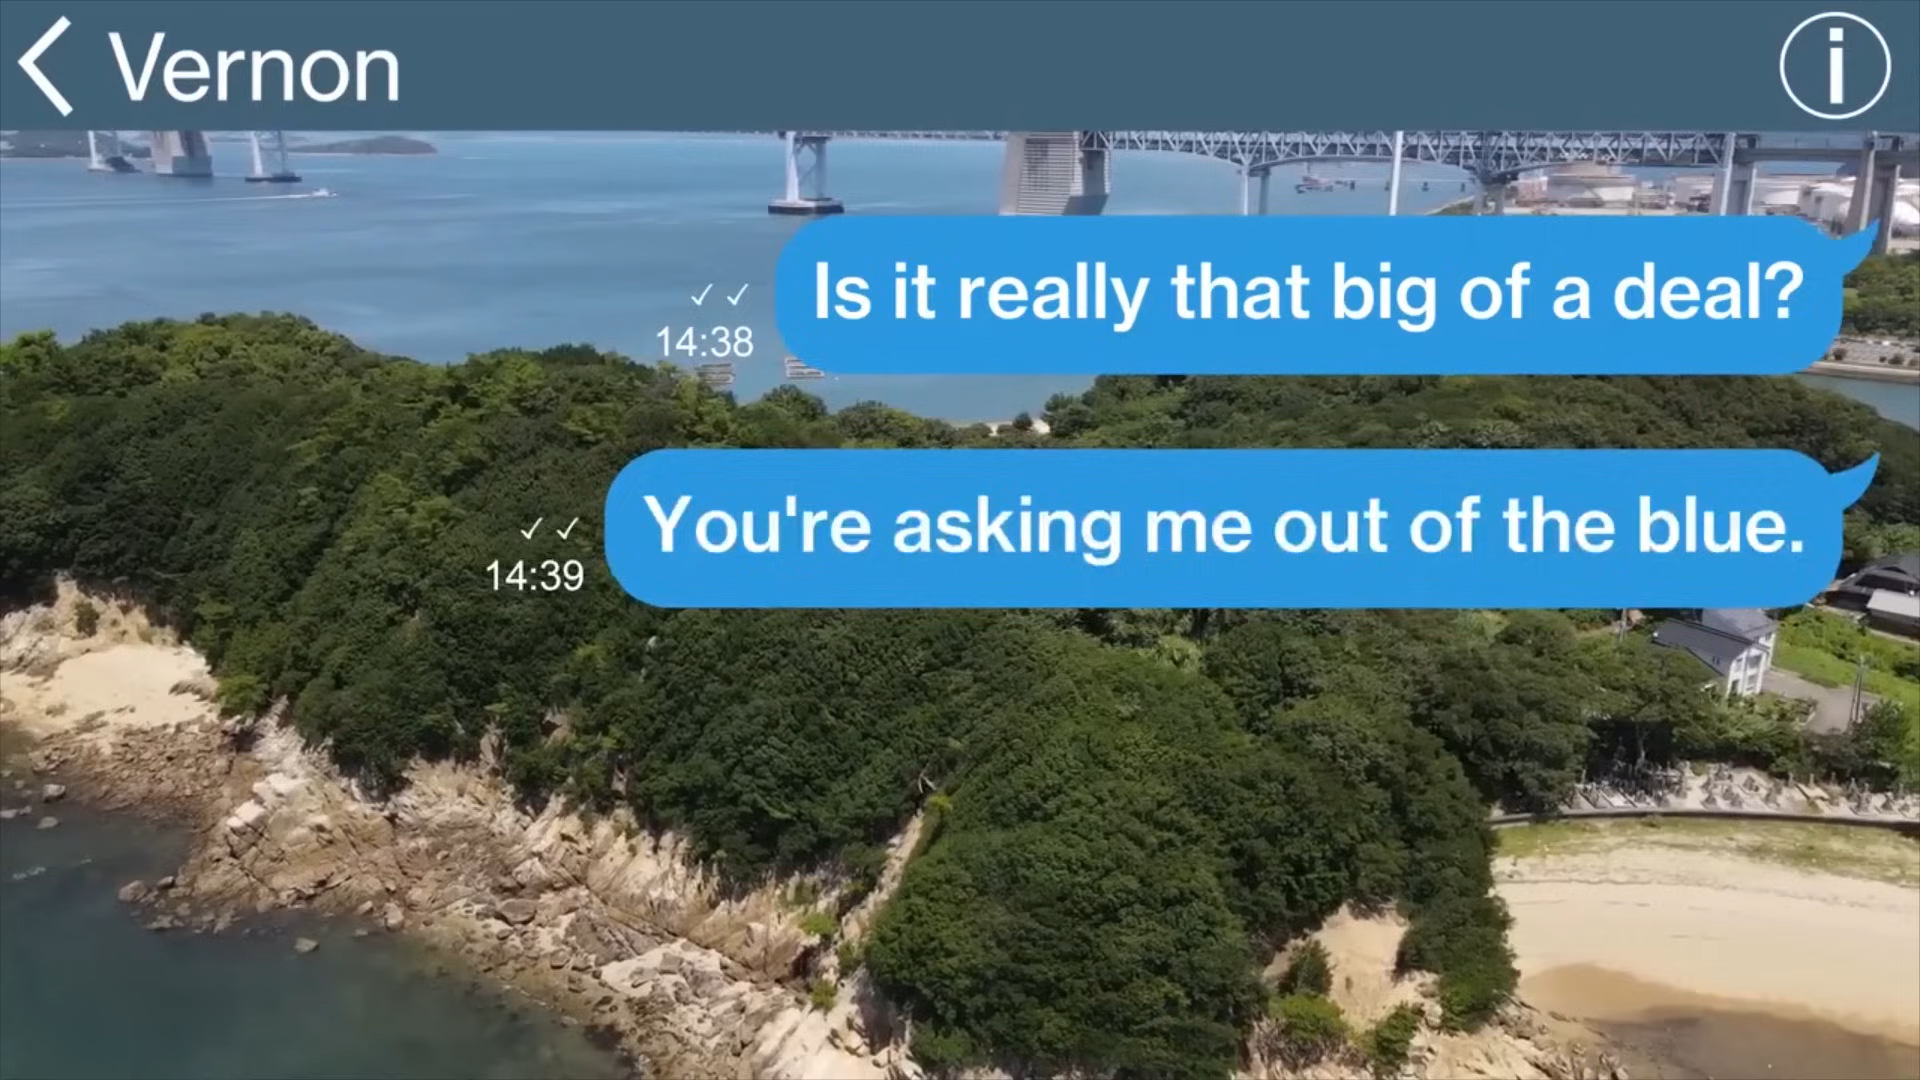 Vernon
Is it really that big of a deal?
14:38
You're asking me out of the blue.
14:39